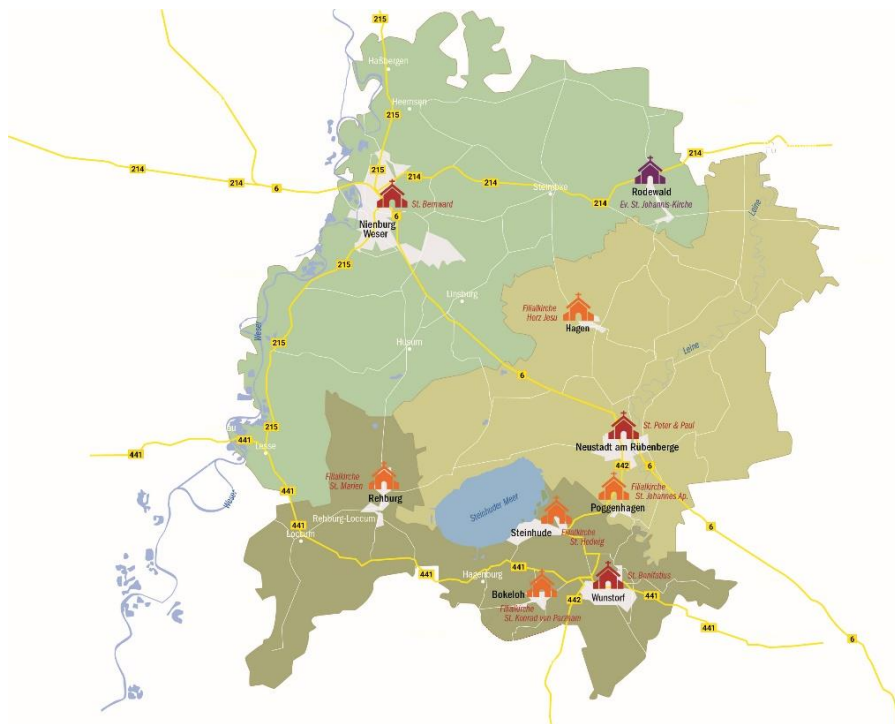 215
Haßbergen
Heemsen
215
214
6
214
215
214
214
214
214
Steimbke
Rodewald
Ev. St. Johannis-Kirche
St. Bernward
6
Nienburg
Weser
215
Leine
Linsburg
Filialkirche
Herz Jesu
Hagen
Weser
215
Husum
Leine
6
215
441
441
Leese
St. Peter & Paul
Neustadt am Rübenberge
442
6
Filialkirche
St. Marien
Rehburg
441
Weser
Filialkirche
St. Johannes Ap.
Poggenhagen
Steinhuder Meer
Rehburg-Loccum
6
441
Loccum
Steinhude
Filialkirche
St. Hedwig
441
441
Hagenburg
St. Bonifatius
Bokeloh
442
Wunstorf
441
Filialkirche
St. Konrad von Parzham
441
6